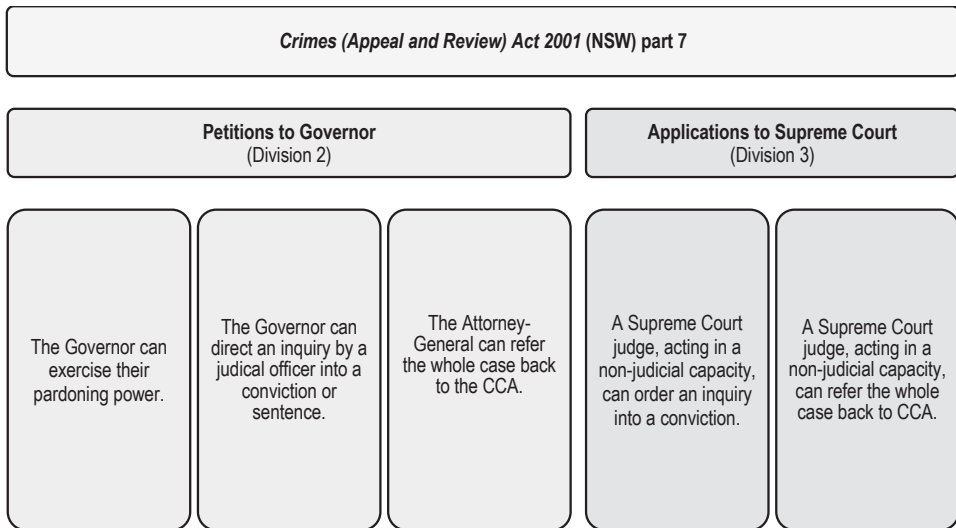 Crimes (Appeal and Review) Act 2001 (NSW) part 7
Petitions to Governor
(Division 2)
Applications to Supreme Court
(Division 3)
The Governor can
exercise their
pardoning power.
The Governor can
direct an inquiry by a
judical officer into a
conviction or
sentence.
The Attorney-
General can refer
the whole case back
to the CCA.
A Supreme Court
judge, acting in a
non-judicial capacity,
can order an inquiry
into a conviction.
A Supreme Court
judge, acting in a
non-judicial capacity,
can refer the whole
case back to CCA.